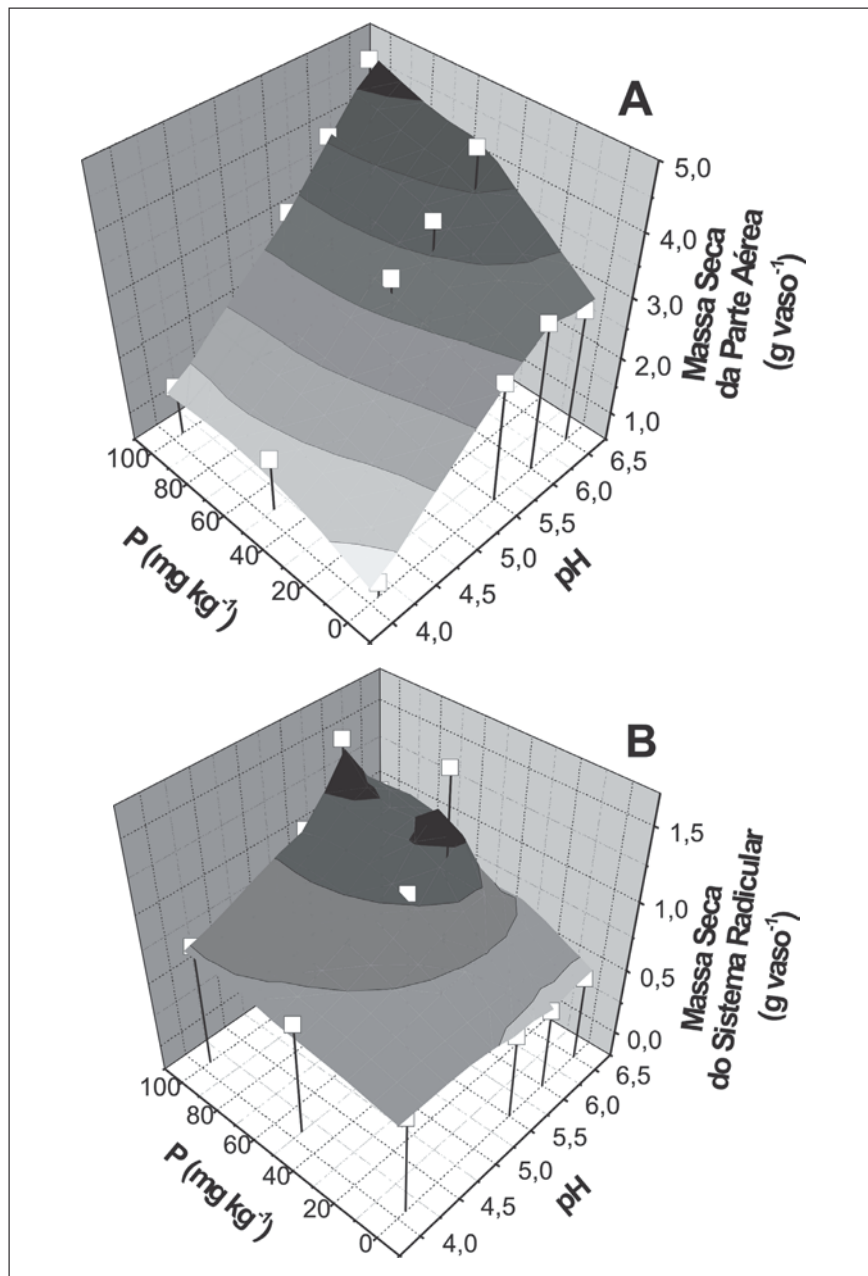 A
5,0
4,0
3,0
2,0
1,0
Massa Seca
da Parte Aérea
(g vaso⁻¹)
100
80
60
40
20
0
P (mg kg⁻¹)
4,0
4,5
5,0
5,5
6,0
6,5
pH
B
1,5
1,0
0,5
0,0
Massa Seca
do Sistema Radicular
(g vaso⁻¹)
100
80
60
40
20
0
P (mg kg⁻¹)
4,0
4,5
5,0
5,5
6,0
6,5
pH